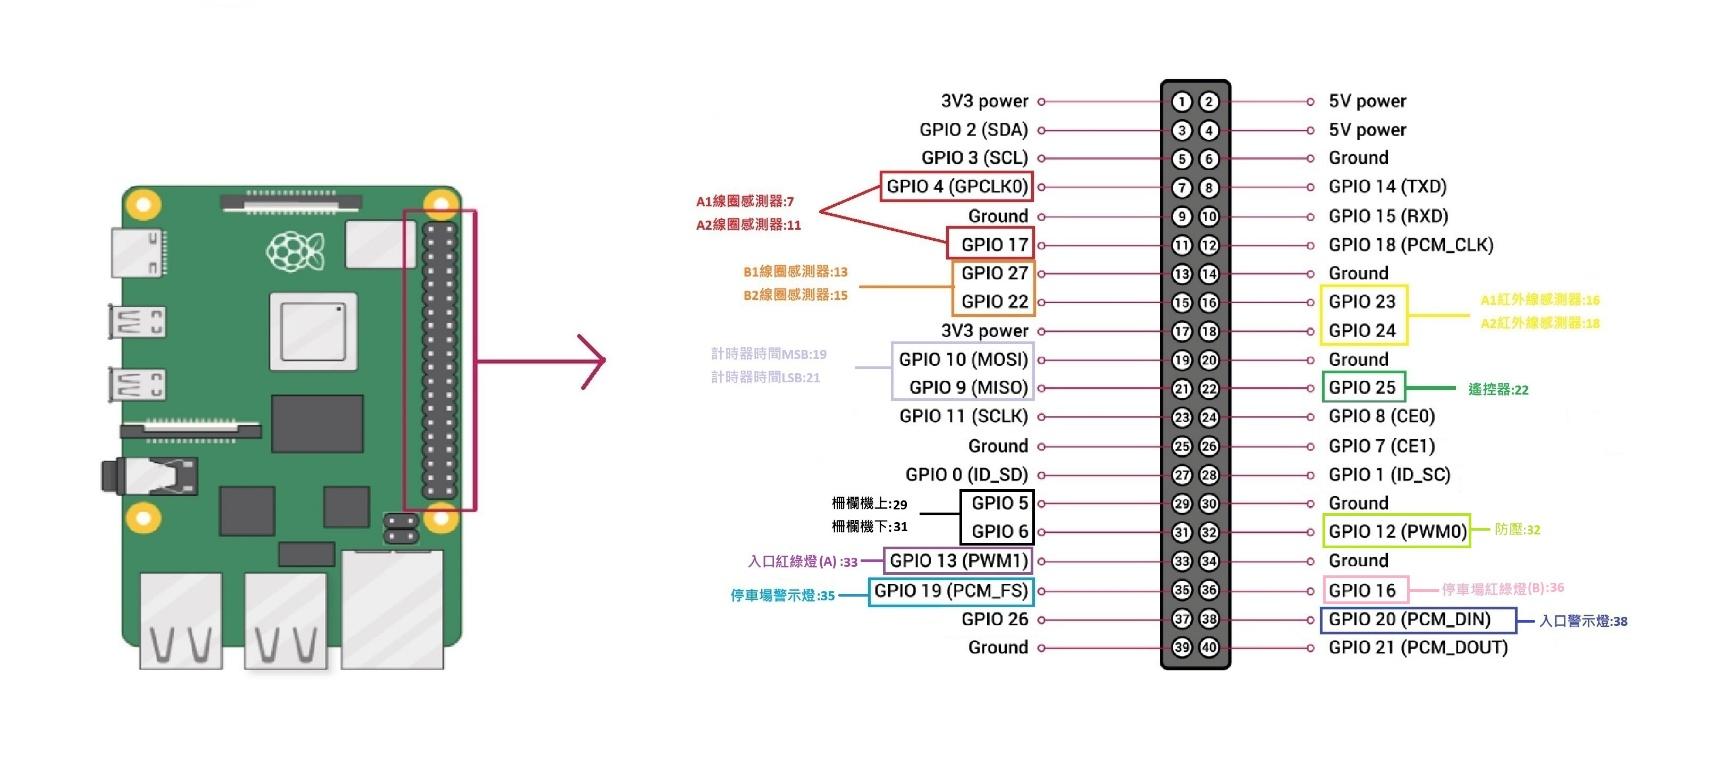 3V3 power 1 2 5V power
GPIO 2 (SDA) 3 4 5V power
GPIO 3 (SCL) 5 6 Ground
A1線圈感測器:7
A2線圈感測器:11
GPIO 4 (GPCLK0) 7 8 GPIO 14 (TXD)
Ground 9 10 GPIO 15 (RXD)
GPIO 17 11 12 GPIO 18 (PCM_CLK)
B1線圈感測器:13
B2線圈感測器:15
GPIO 27 13 14 Ground
GPIO 22 15 16 GPIO 23
A1紅外線感測器:16
A2紅外線感測器:18
3V3 power 17 18 GPIO 24
計時器時間MSB:19
計時器時間LSB:21
GPIO 10 (MOSI) 19 20 Ground
GPIO 9 (MISO) 21 22 GPIO 25 遙控器:22
GPIO 11 (SCLK) 23 24 GPIO 8 (CE0)
Ground 25 26 GPIO 7 (CE1)
GPIO 0 (ID_SD) 27 28 GPIO 1 (ID_SC)
柵欄機上:29
柵欄機下:31
GPIO 5 29 30 Ground
GPIO 6 31 32 GPIO 12 (PWM0) 防壓:32
入口紅綠燈(A) :33 GPIO 13 (PWM1) 33 34 Ground
停車場警示燈:35 GPIO 19 (PCM_FS) 35 36 GPIO 16 停車場紅綠燈(B):36
GPIO 26 37 38 GPIO 20 (PCM_DIN) 入口警示燈:38
Ground 39 40 GPIO 21 (PCM_DOUT)